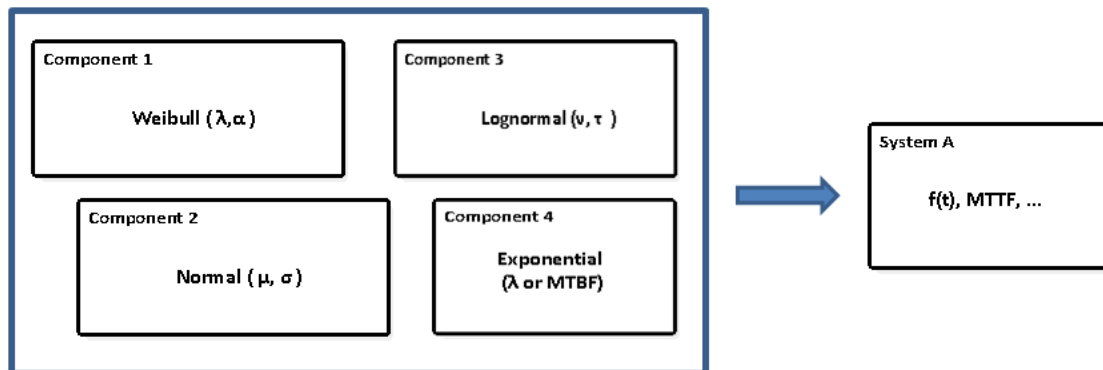 Component 1
Weibull (λ,α)
Component 3
Lognormal (ν, τ )
Component 2
Normal ( μ, σ)
Component 4
Exponential
(λ or MTBF)
System A
f(t), MTTF, ...